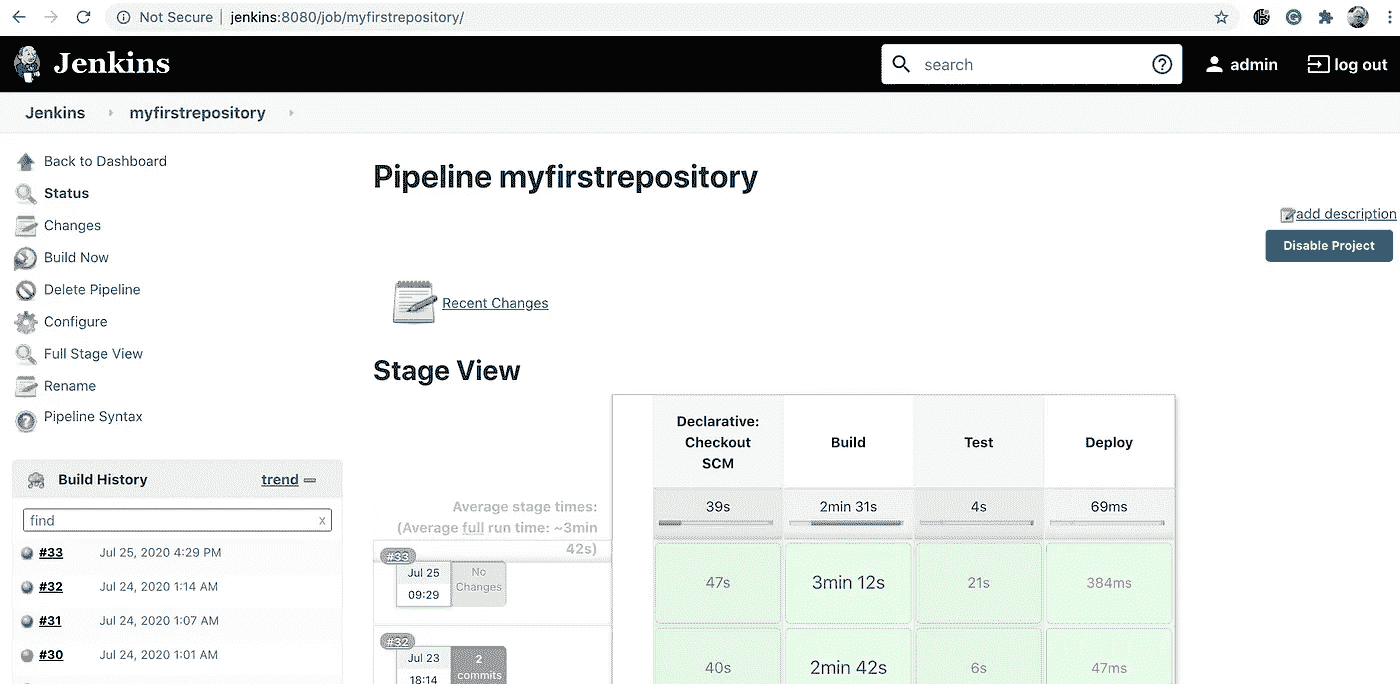 Not Secure | jenkins:8080/job/myfirstrepository/
Jenkins
search
admin
log out
Jenkins
myfirstrepository
Back to Dashboard
Status
Changes
Build Now
Delete Pipeline
Configure
Full Stage View
Rename
Pipeline Syntax
Build History
trend
find
x
#33 Jul 25, 2020 4:29 PM
#32 Jul 24, 2020 1:14 AM
#31 Jul 24, 2020 1:07 AM
#30 Jul 24, 2020 1:01 AM
Pipeline myfirstrepository
add description
Disable Project
Recent Changes
Stage View
Declarative:
Checkout
SCM
Build
Test
Deploy
Average stage times:
(Average full run time: ~3min
42s)
39s
2min 31s
4s
69ms
#33
Jul 25
09:29
No
Changes
47s
3min 12s
21s
384ms
#32
Jul 23
18:14
2
commits
40s
2min 42s
6s
47ms